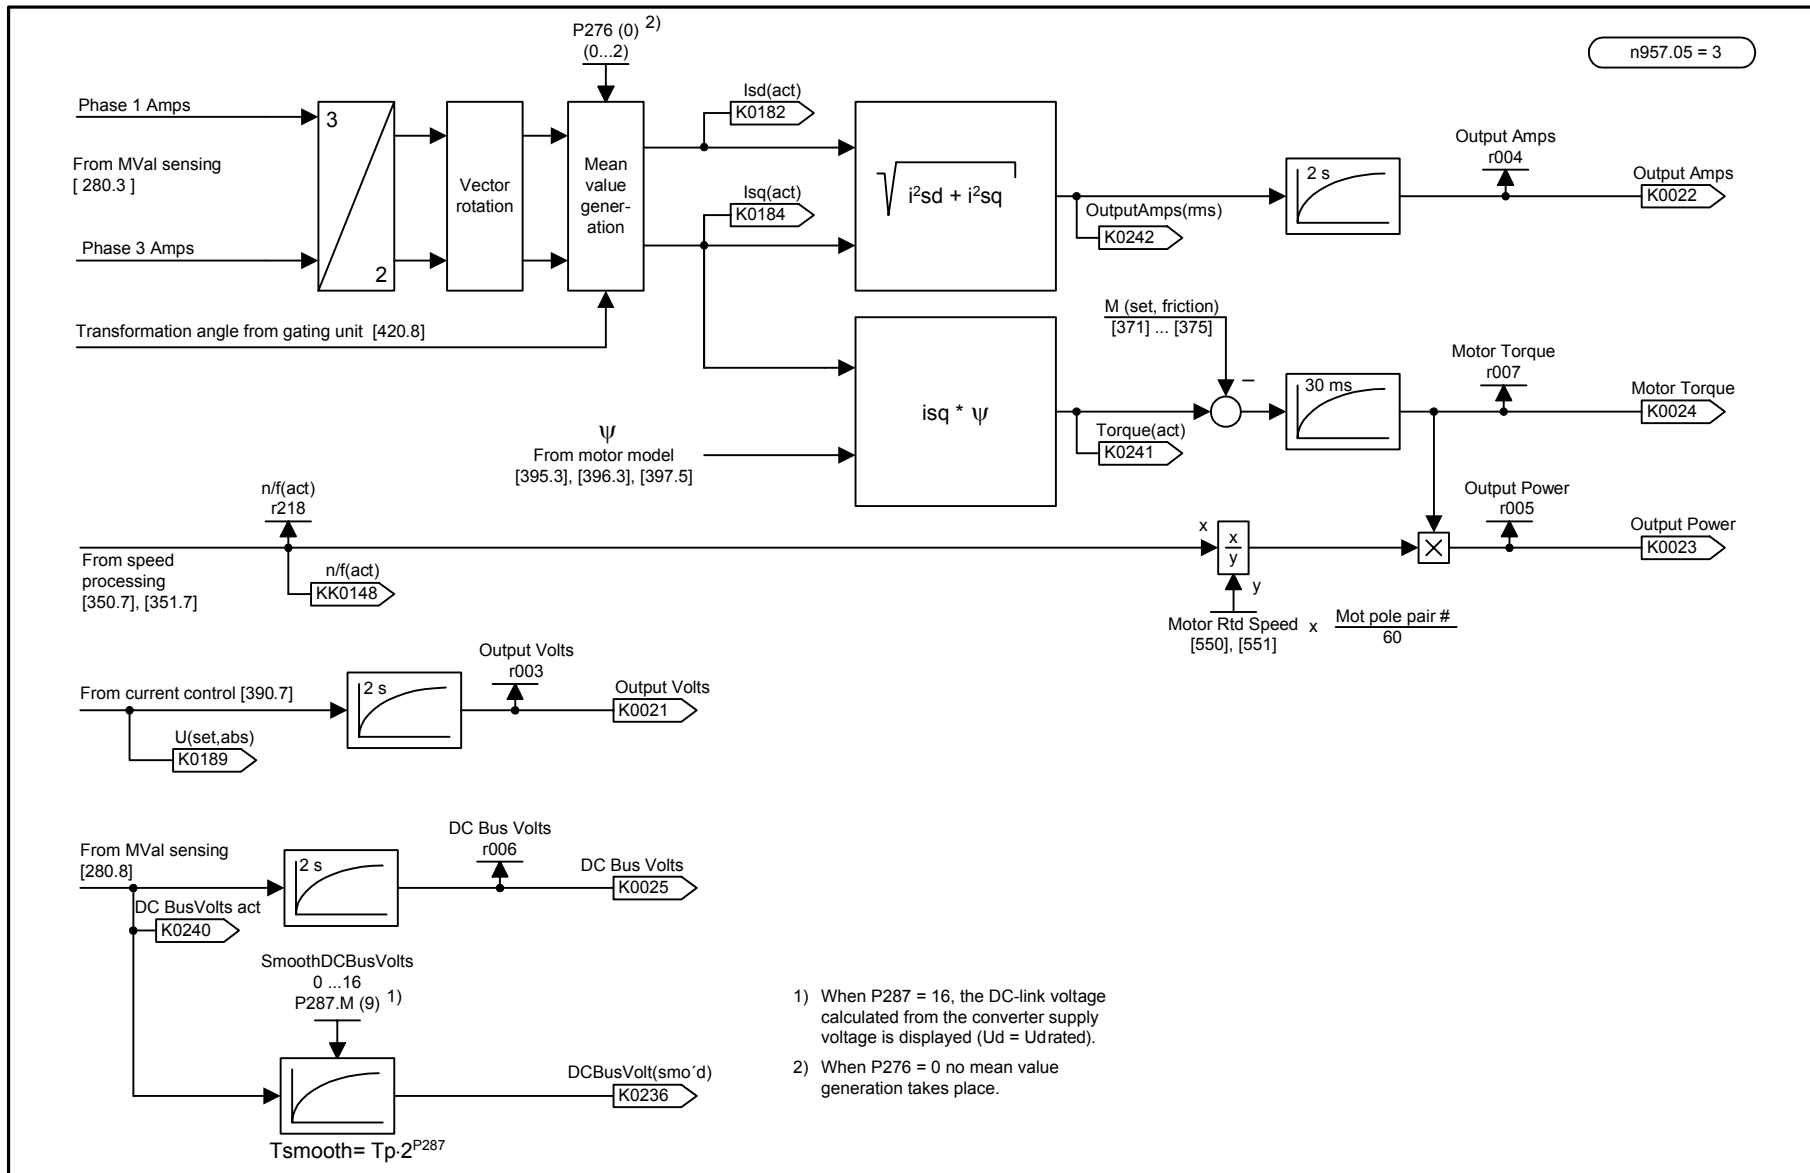 P276 (0) 2)
(0...2)
n957.05 = 3
Phase 1 Amps
From MVal sensing
[ 280.3 ]
Phase 3 Amps
3
2
Vector
rotation
Mean
value
gener-
ation
Isd(act)
K0182
Isq(act)
K0184
√ i²sd + i²sq
OutputAmps(rms)
K0242
2 s
Output Amps
r004
Output Amps
K0022
Transformation angle from gating unit [420.8]
M (set, friction)
[371] ... [375]
–
isq * ψ
Torque(act)
K0241
30 ms
Motor Torque
r007
Motor Torque
K0024
ψ
From motor model
[395.3], [396.3], [397.5]
n/f(act)
r218
From speed
processing
[350.7], [351.7]
n/f(act)
KK0148
x
x
y
y
Motor Rtd Speed x Mot pole pair #
[550], [551]
60
Output Power
r005
Output Power
K0023
From current control [390.7]
U(set,abs)
K0189
2 s
Output Volts
r003
Output Volts
K0021
From MVal sensing
[280.8]
DC BusVolts act
K0240
2 s
DC Bus Volts
r006
DC Bus Volts
K0025
SmoothDCBusVolts
0 ...16
P287.M (9) 1)
DCBusVolt(smo´d)
K0236
Tsmooth= Tp·2P287
1) When P287 = 16, the DC-link voltage
calculated from the converter supply
voltage is displayed (Ud = Udrated).
2) When P276 = 0 no mean value
generation takes place.